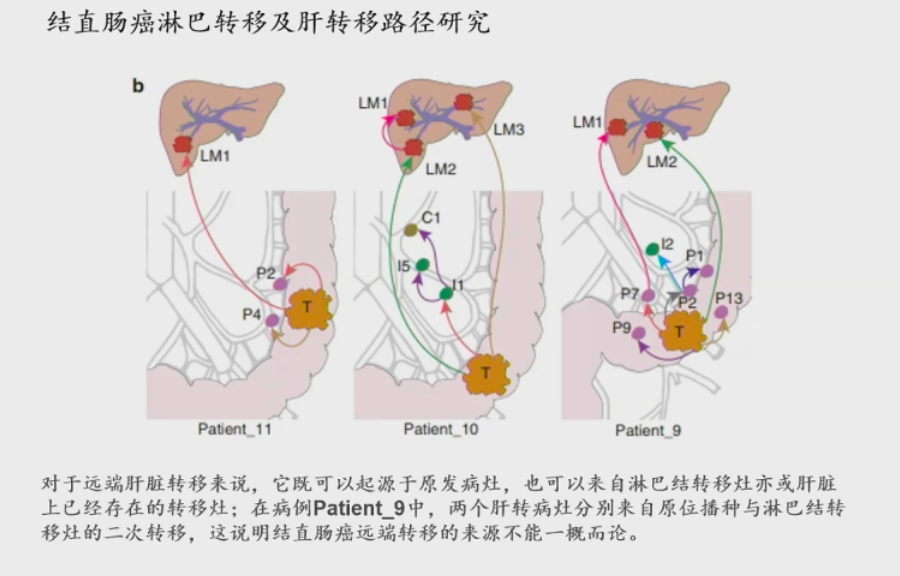 结直肠癌淋巴转移及肝转移路径研究
b
LM1
P2
P4
T
Patient_11
LM1
LM3
LM2
C1
I5
I1
T
Patient_10
LM1
LM2
I2
P1
P7
P2
P13
P9
T
Patient_9
对于远端肝脏转移来说，它既可以起源于原发病灶，也可以来自淋巴结转移灶亦或肝脏
上已经存在的转移灶；在病例Patient_9中，两个肝转病灶分别来自原位播种与淋巴结转
移灶的二次转移，这说明结直肠癌远端转移的来源不能一概而论。